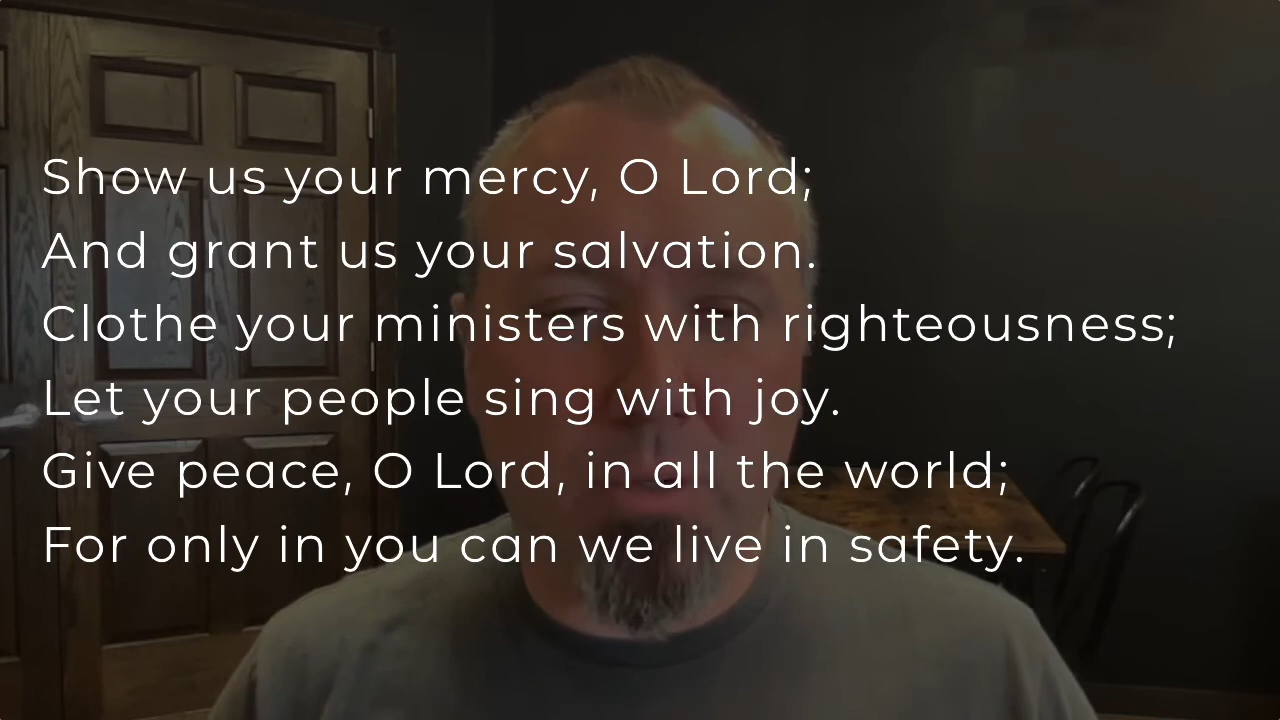 Show us your mercy, O Lord;
And grant us your salvation.
Clothe your ministers with righteousness;
Let your people sing with joy.
Give peace, O Lord, in all the world;
For only in you can we live in safety.